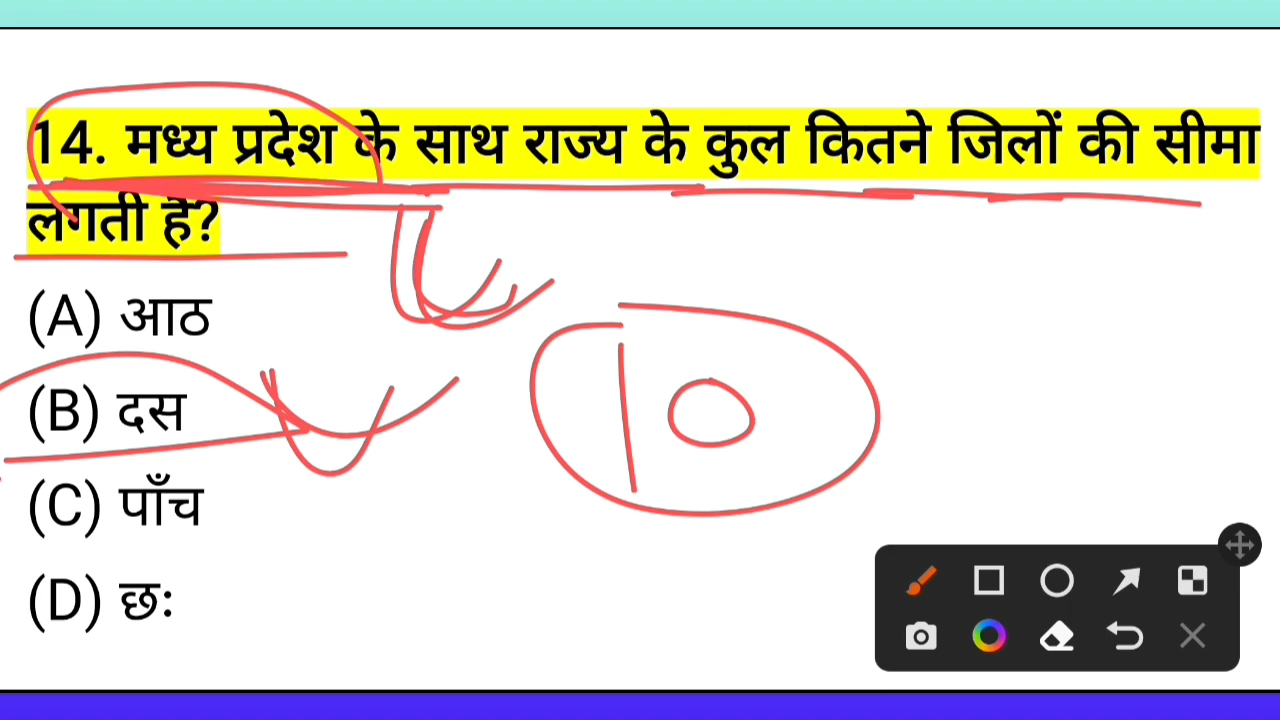 14. मध्य प्रदेश के साथ राज्य के कुल कितने जिलों की सीमा
लगती है?
(A) आठ
(B) दस
10
(C) पाँच
(D) छः